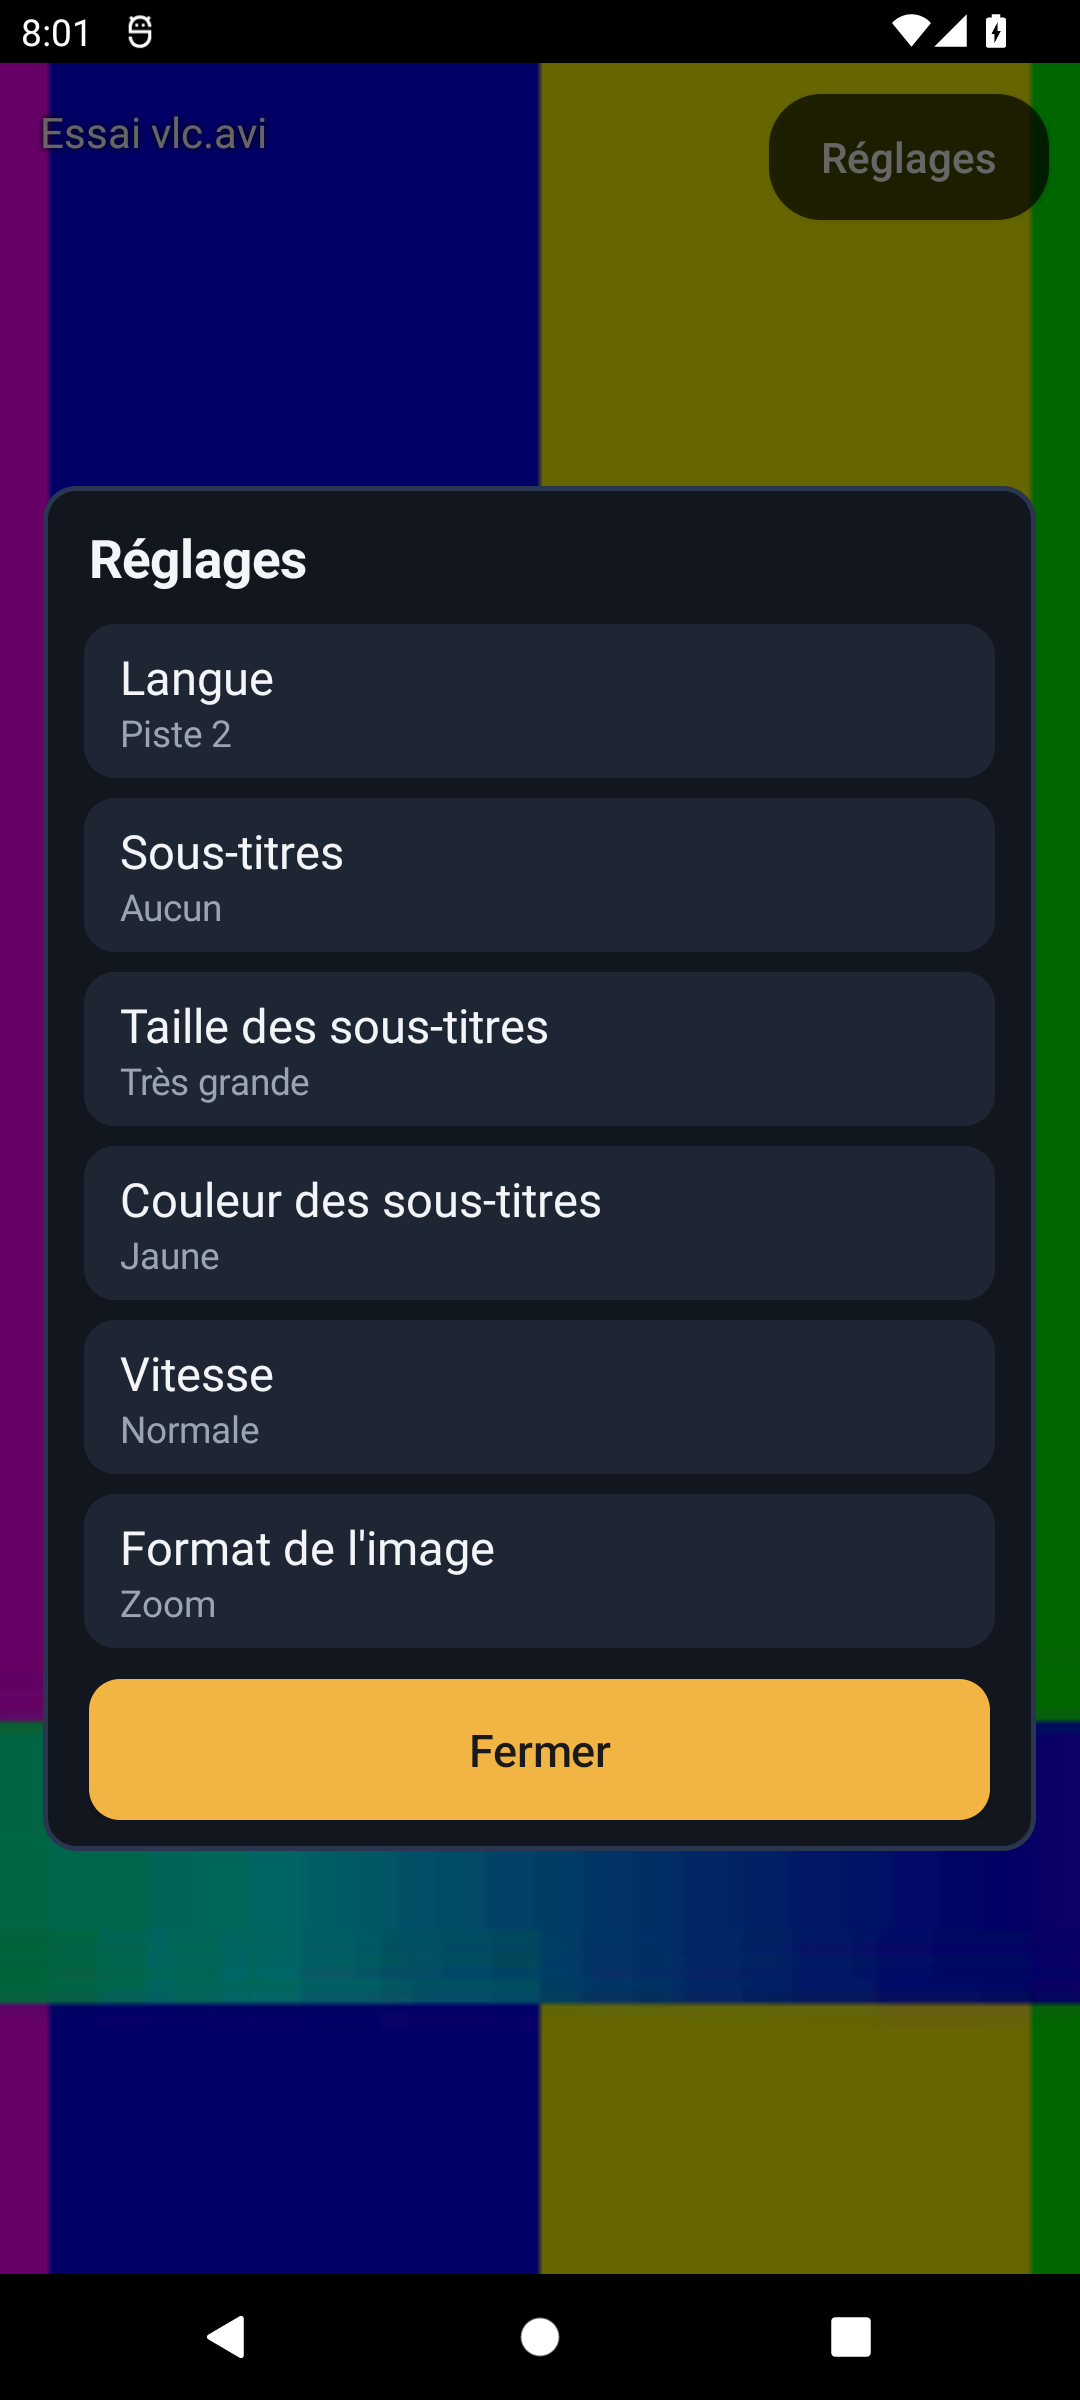 8:01
Essai vlc.avi
Réglages
Réglages
Langue
Piste 2
Sous-titres
Aucun
Taille des sous-titres
Très grande
Couleur des sous-titres
Jaune
Vitesse
Normale
Format de l'image
Zoom
Fermer